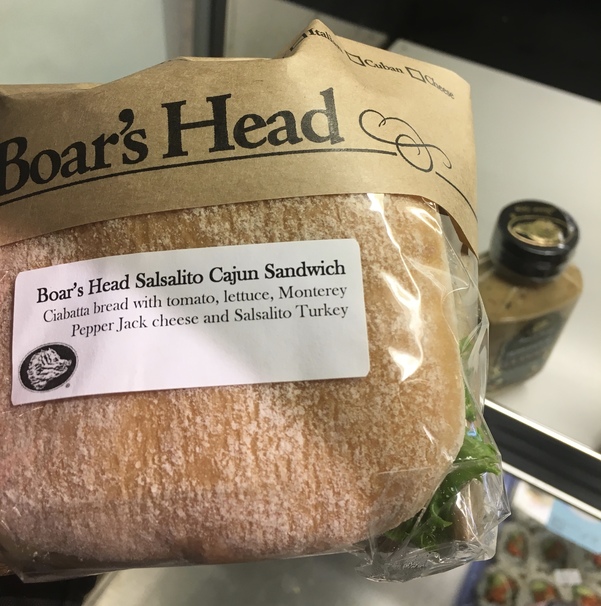 Italian Cuban Cheese
Boar's Head
Boar's Head Salsalito Cajun Sandwich
Ciabatta bread with tomato, lettuce, Monterey
Pepper Jack cheese and Salsalito Turkey
®